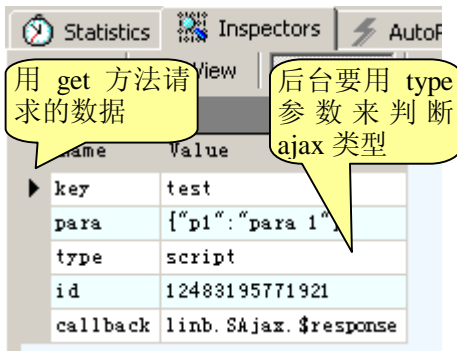 Statistics Inspectors AutoP
用 get 方法请求的数据
View
后台要用 type 参数来判断 ajax 类型
Name Value
key test
para {"p1":"para 1"}
type script
id 12483195771921
callback linb.SAjax.$response